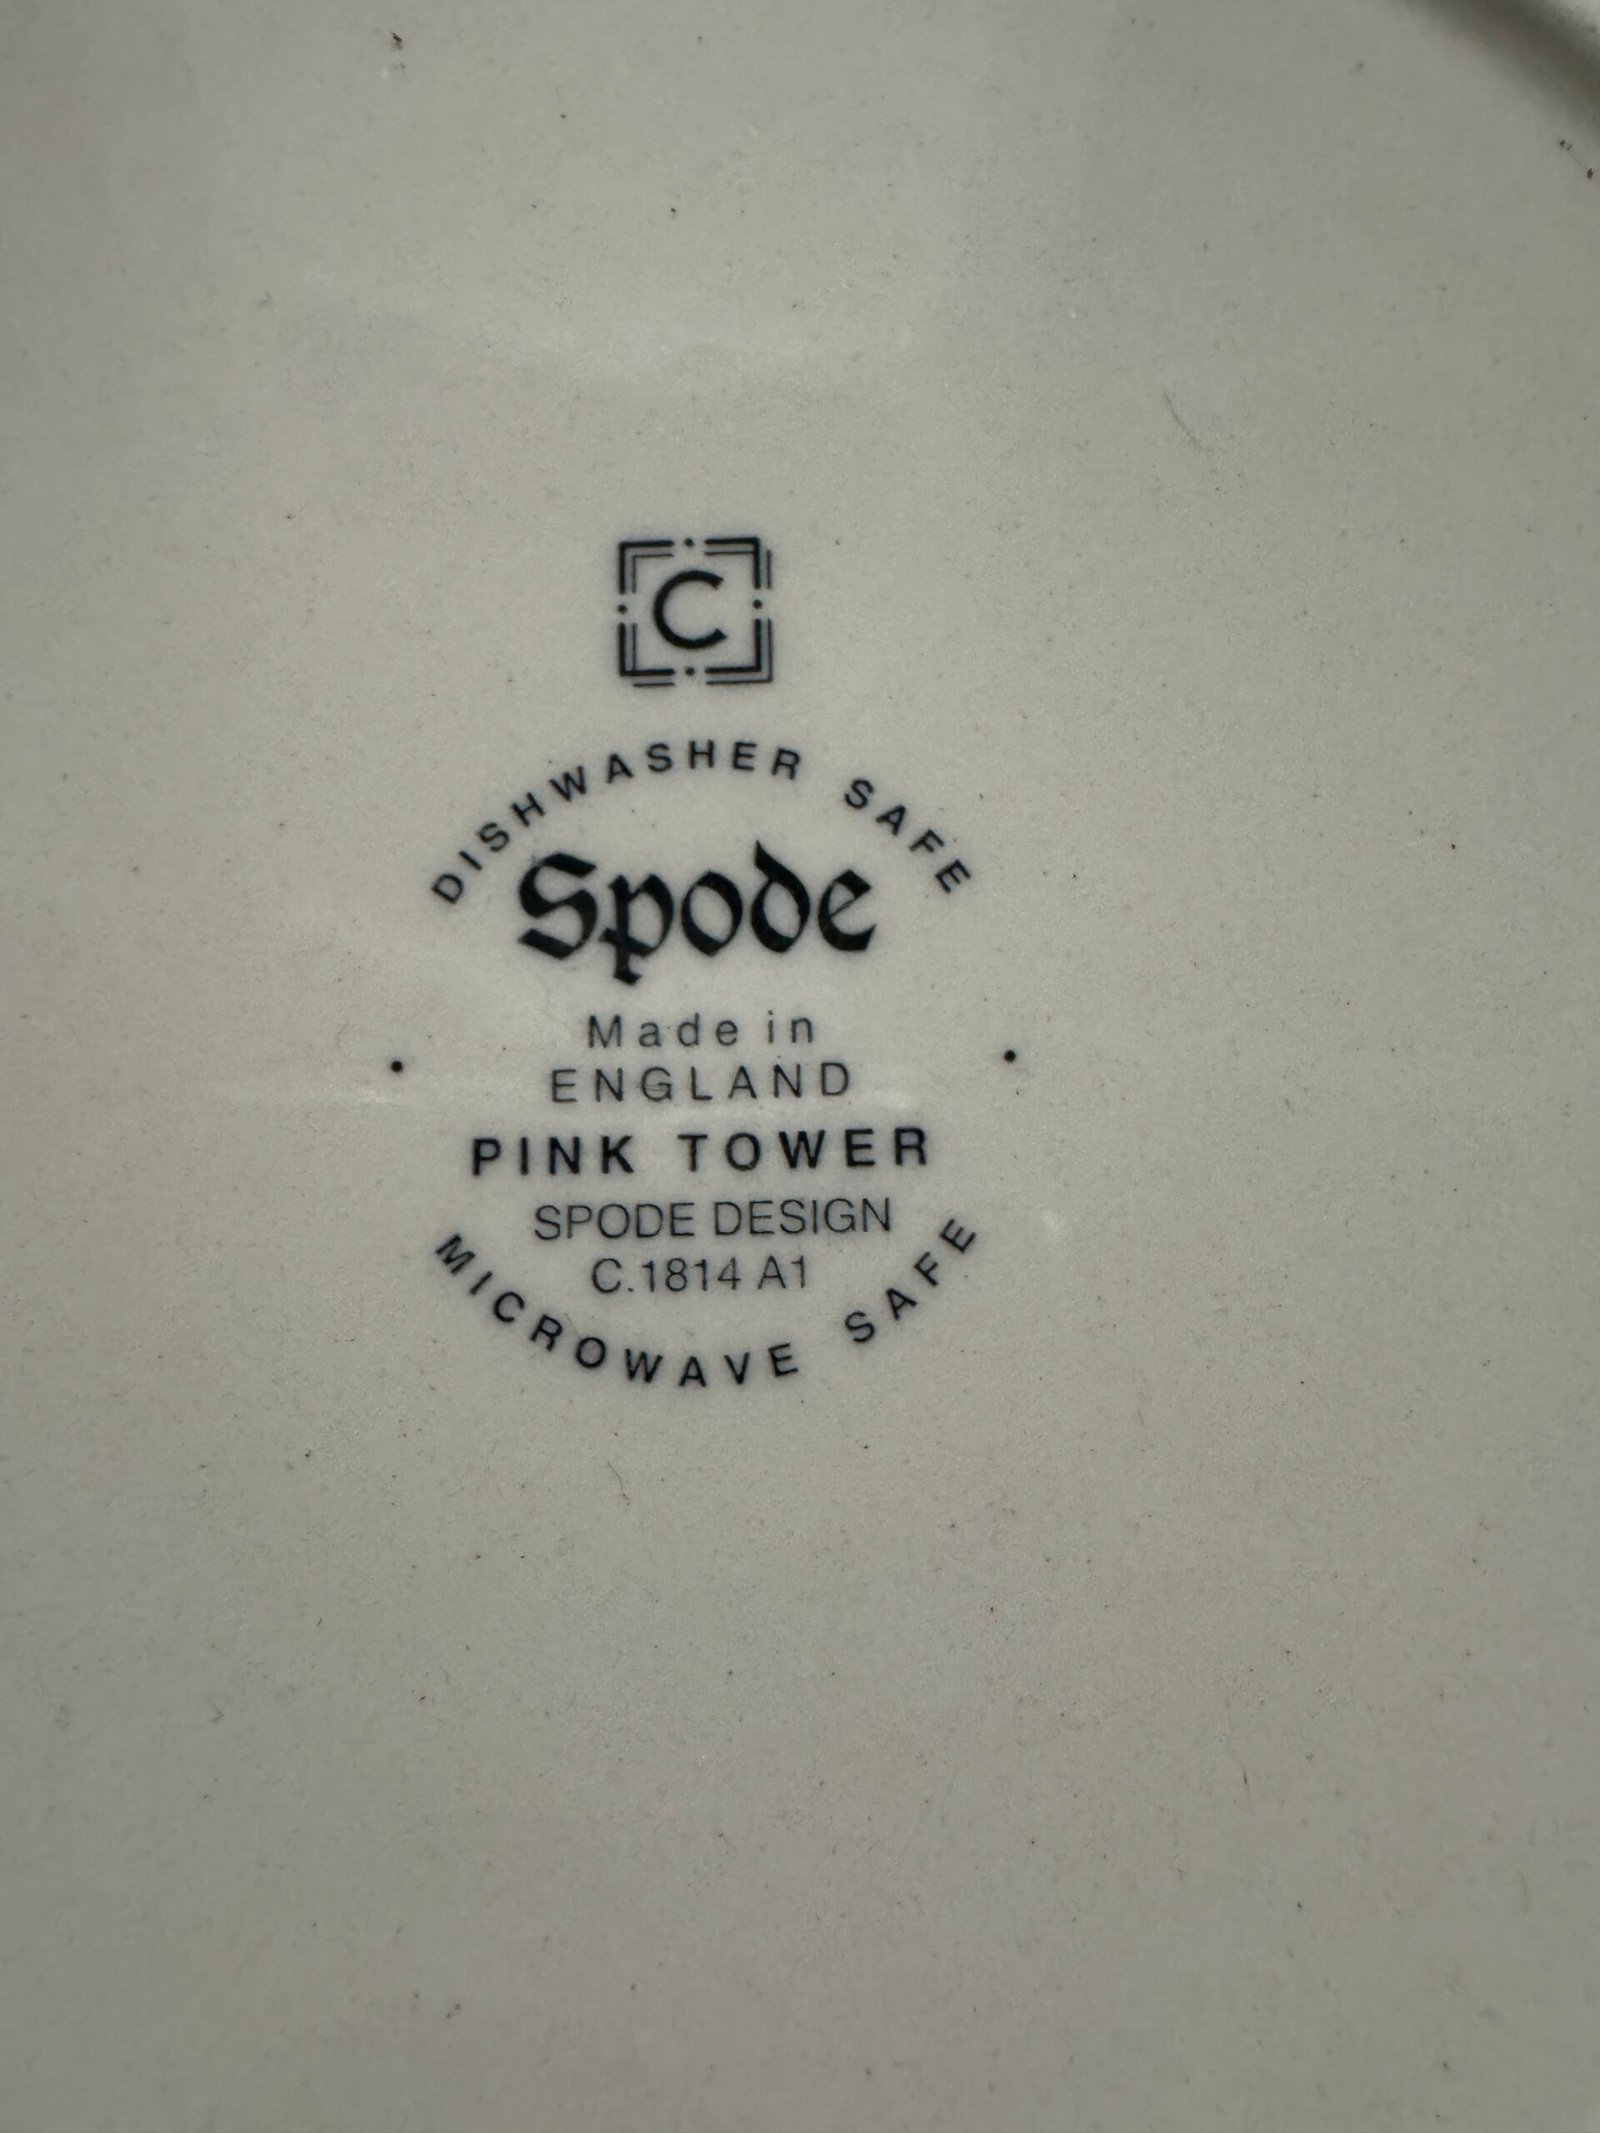 C
DISHWASHER SAFE
Spode
Made in
ENGLAND
PINK TOWER
SPODE DESIGN
C.1814 A1
MICROWAVE SAFE